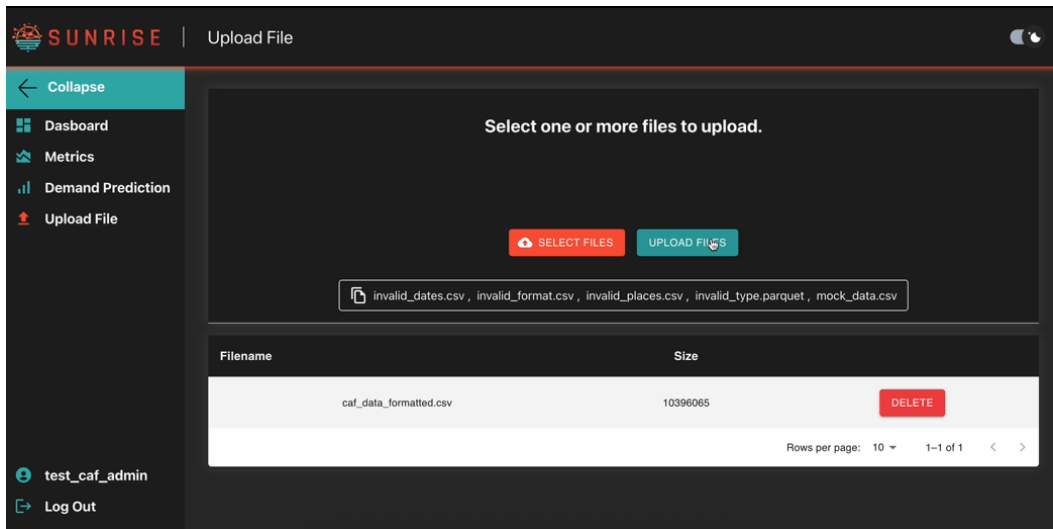 SUNRISE | Upload File
Collapse
Dasboard
Metrics
Demand Prediction
Upload File
Select one or more files to upload.
SELECT FILES UPLOAD FILES
invalid_dates.csv , invalid_format.csv , invalid_places.csv , invalid_type.parquet , mock_data.csv
Filename Size
caf_data_formatted.csv 10396065 DELETE
Rows per page: 10 1–1 of 1
test_caf_admin
Log Out